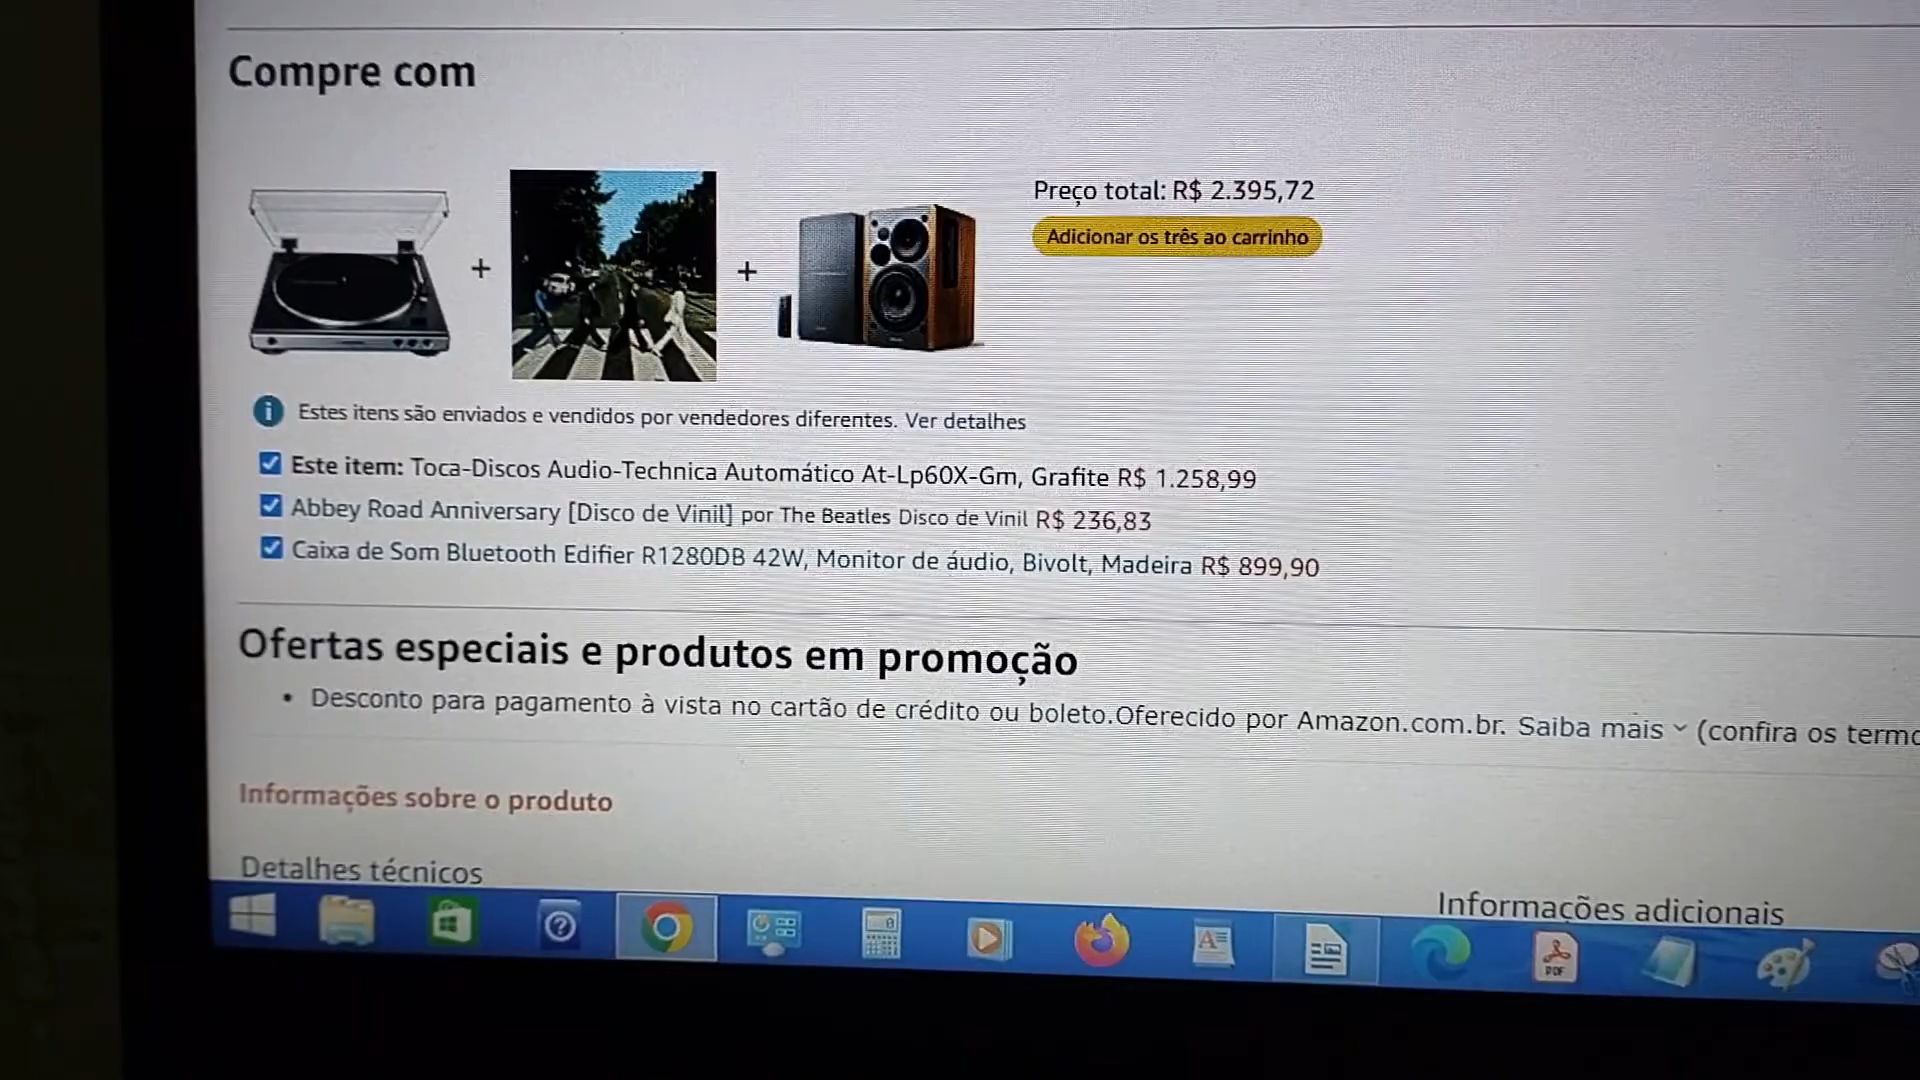 Compre com
+
+
Preço total: R$ 2.395,72
Adicionar os três ao carrinho
Estes itens são enviados e vendidos por vendedores diferentes. Ver detalhes
Este item: Toca-Discos Audio-Technica Automático At-Lp60X-Gm, Grafite R$ 1.258,99
Abbey Road Anniversary [Disco de Vinil] por The Beatles Disco de Vinil R$ 236,83
Caixa de Som Bluetooth Edifier R1280DB 42W, Monitor de áudio, Bivolt, Madeira R$ 899,90
Ofertas especiais e produtos em promoção
• Desconto para pagamento à vista no cartão de crédito ou boleto.Oferecido por Amazon.com.br. Saiba mais (confira os termo
Informações sobre o produto
Detalhes técnicos
Informações adicionais
PDF